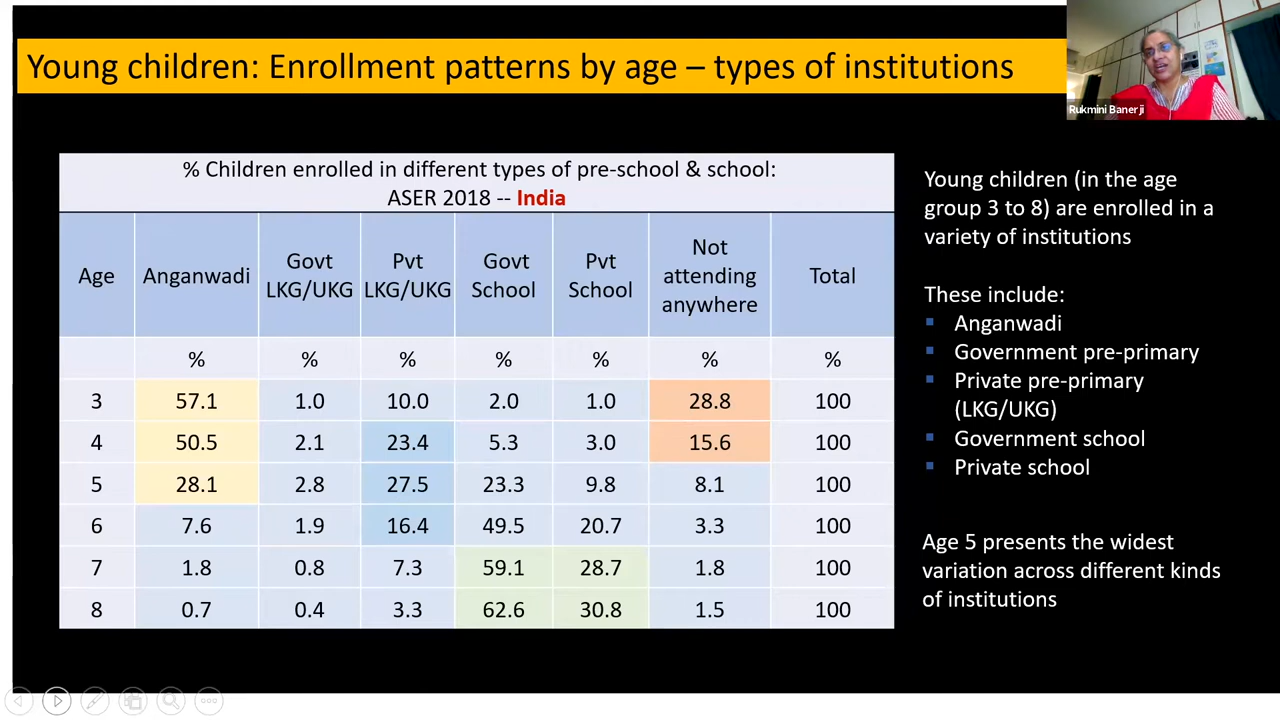 Young children: Enrollment patterns by age – types of institutions
Rukmini Banerji
% Children enrolled in different types of pre-school & school:
ASER 2018 -- India
Age Anganwadi Govt LKG/UKG Pvt LKG/UKG Govt School Pvt School Not attending anywhere Total
% % % % % % %
3 57.1 1.0 10.0 2.0 1.0 28.8 100
4 50.5 2.1 23.4 5.3 3.0 15.6 100
5 28.1 2.8 27.5 23.3 9.8 8.1 100
6 7.6 1.9 16.4 49.5 20.7 3.3 100
7 1.8 0.8 7.3 59.1 28.7 1.8 100
8 0.7 0.4 3.3 62.6 30.8 1.5 100
Young children (in the age
group 3 to 8) are enrolled in a
variety of institutions
These include:
Anganwadi
Government pre-primary
Private pre-primary
(LKG/UKG)
Government school
Private school
Age 5 presents the widest
variation across different kinds
of institutions